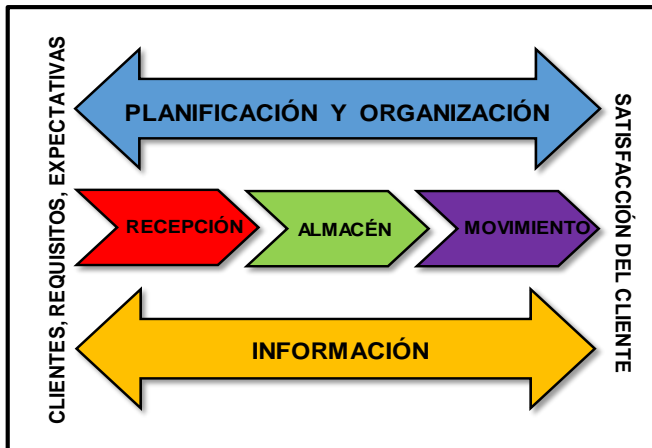 CLIENTES, REQUISITOS, EXPECTATIVAS
PLANIFICACIÓN Y ORGANIZACIÓN
RECEPCIÓN
ALMACÉN
MOVIMIENTO
INFORMACIÓN
SATISFACCIÓN DEL CLIENTE